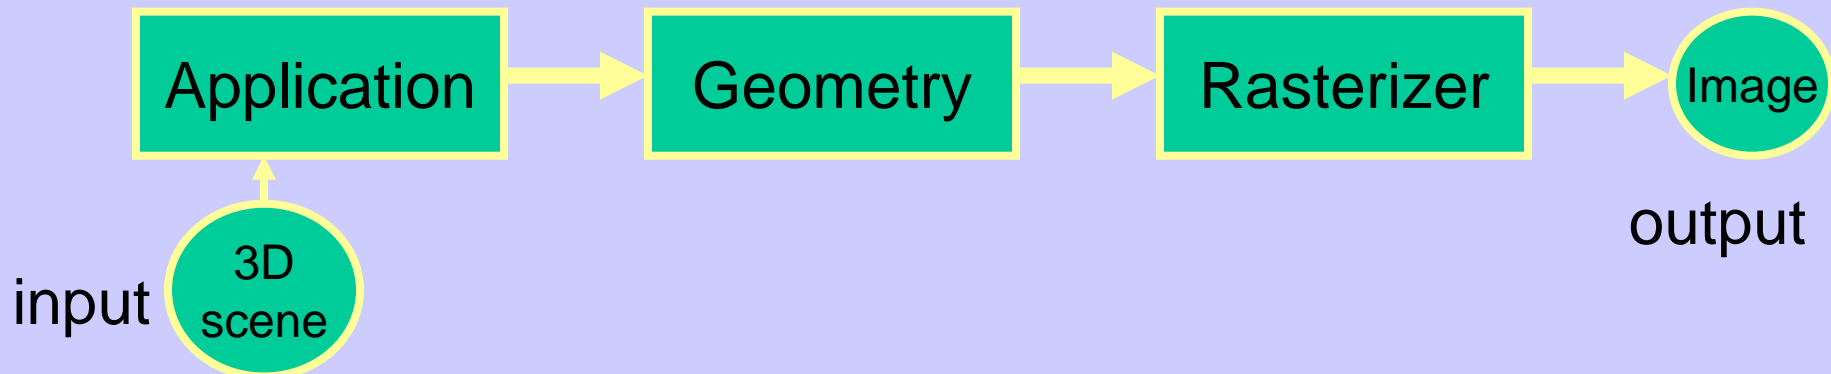 Application
Geometry
Rasterizer
Image
output
input
3D
scene